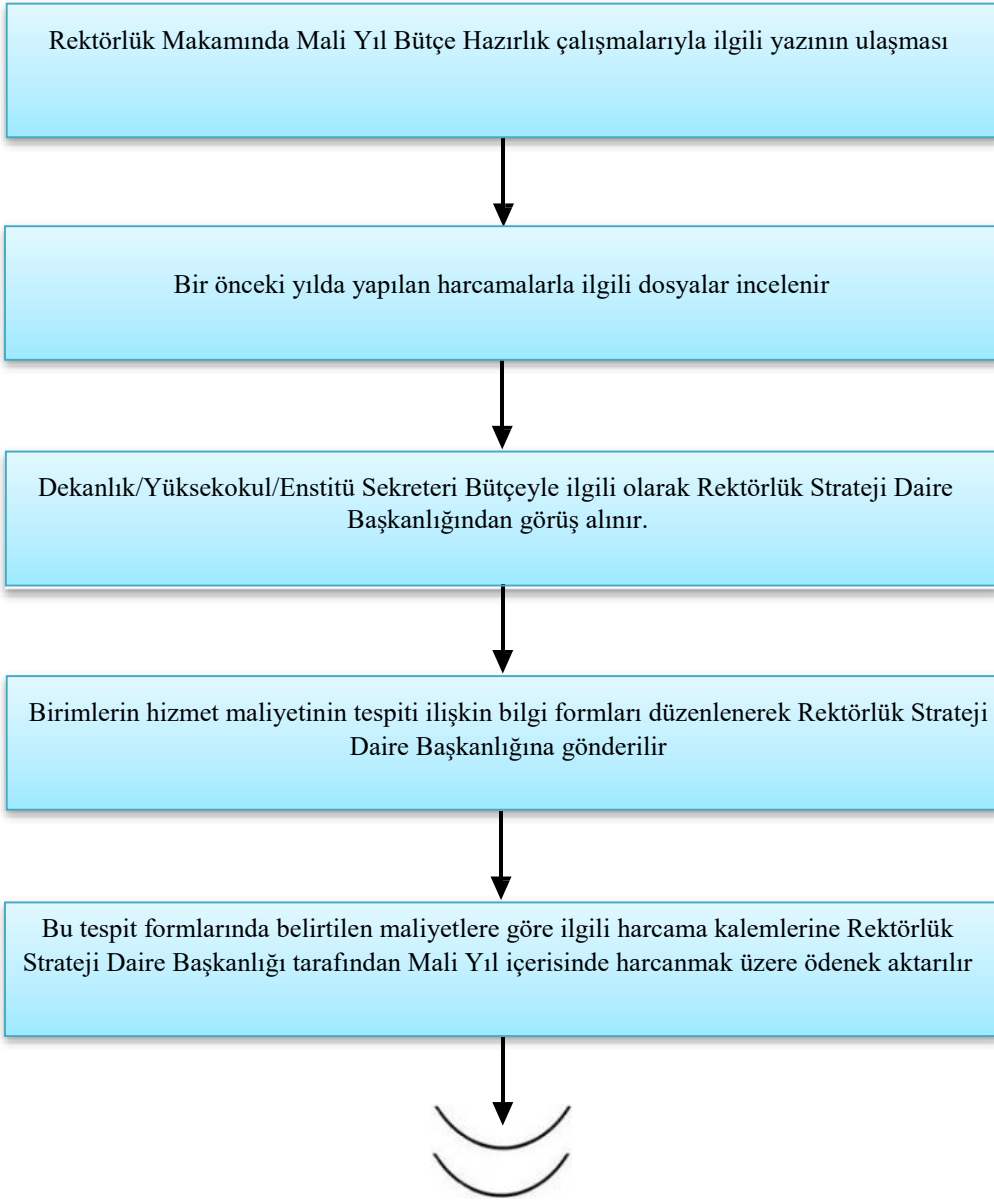 Rektörlük Makamında Mali Yıl Bütçe Hazırlık çalışmalarıyla ilgili yazının ulaşması
Bir önceki yılda yapılan harcamalarla ilgili dosyalar incelenir
Dekanlık/Yüksekokul/Enstitü Sekreteri Bütçeyle ilgili olarak Rektörlük Strateji Daire
Başkanlığından görüş alınır.
Birimlerin hizmet maliyetinin tespiti ilişkin bilgi formları düzenlenerek Rektörlük Strateji
Daire Başkanlığına gönderilir
Bu tespit formlarında belirtilen maliyetlere göre ilgili harcama kalemlerine Rektörlük
Strateji Daire Başkanlığı tarafından Mali Yıl içerisinde harcanmak üzere ödenek aktarılır